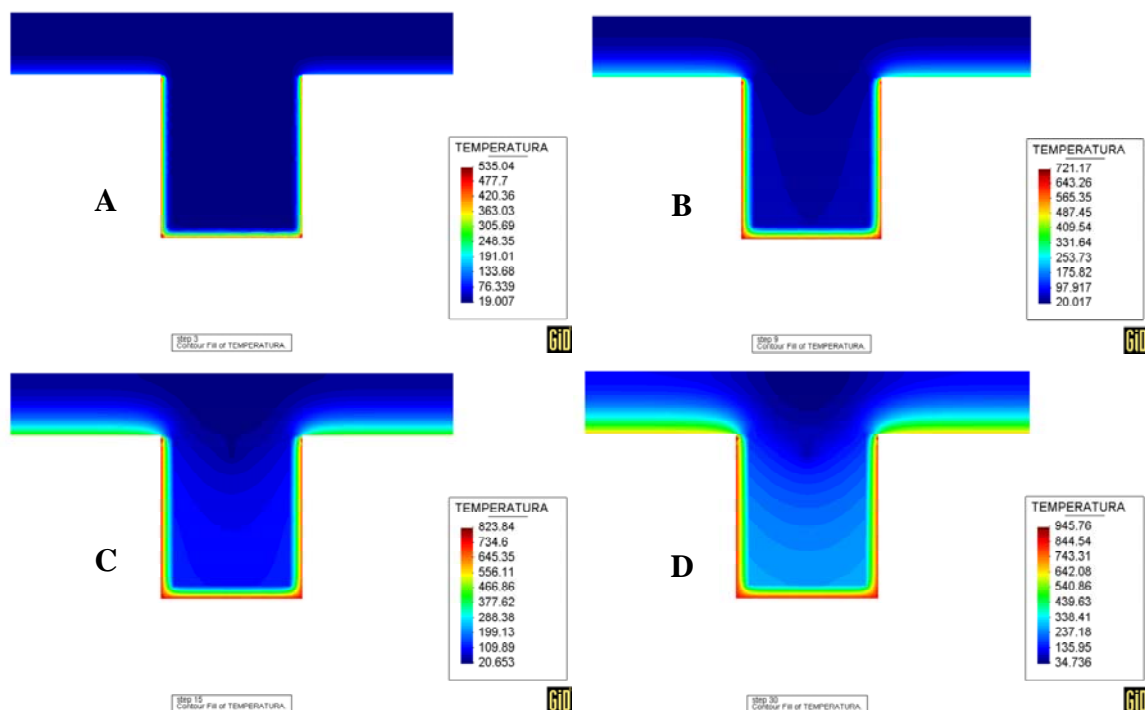 A
TEMPERATURA
535.04
477.7
420.36
363.03
305.69
248.35
191.01
133.68
76.339
19.007
step 3
Contour Fill of TEMPERATURA.
GiD
B
TEMPERATURA
721.17
643.26
565.35
487.45
409.54
331.64
253.73
175.82
97.917
20.017
step 9
Contour Fill of TEMPERATURA.
GiD
C
TEMPERATURA
823.84
734.6
645.35
556.11
466.86
377.62
288.38
199.13
109.89
20.653
step 15
Contour Fill of TEMPERATURA.
GiD
D
TEMPERATURA
945.76
844.54
743.31
642.08
540.86
439.63
338.41
237.18
135.95
34.736
step 30
Contour Fill of TEMPERATURA.
GiD